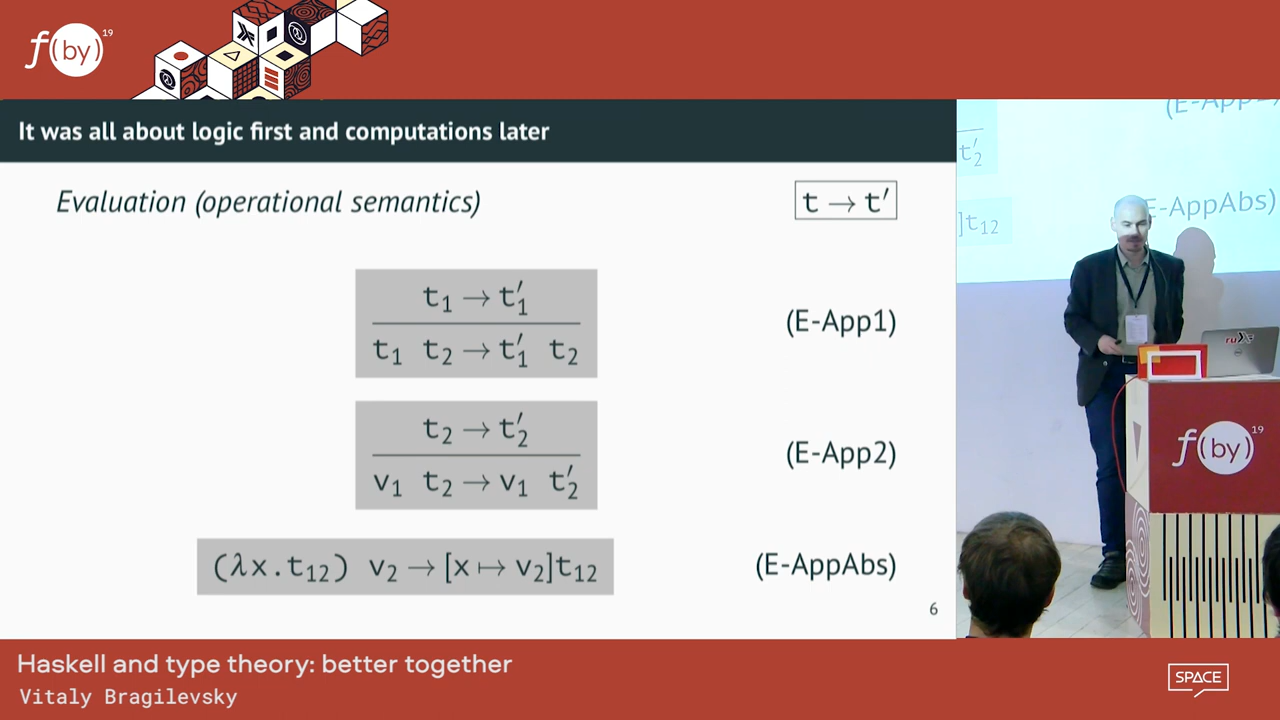 f(by)19
It was all about logic first and computations later
Evaluation (operational semantics)
t → t′
t₁ → t′₁
t₁ t₂ → t′₁ t₂
(E-App1)
t₂ → t′₂
v₁ t₂ → v₁ t′₂
(E-App2)
(λx.t₁₂) v₂ → [x ↦ v₂]t₁₂
(E-AppAbs)
6
t′₂
]t₁₂
E-AppAbs)
f(by)19
Haskell and type theory: better together
Vitaly Bragilevsky
SPACE